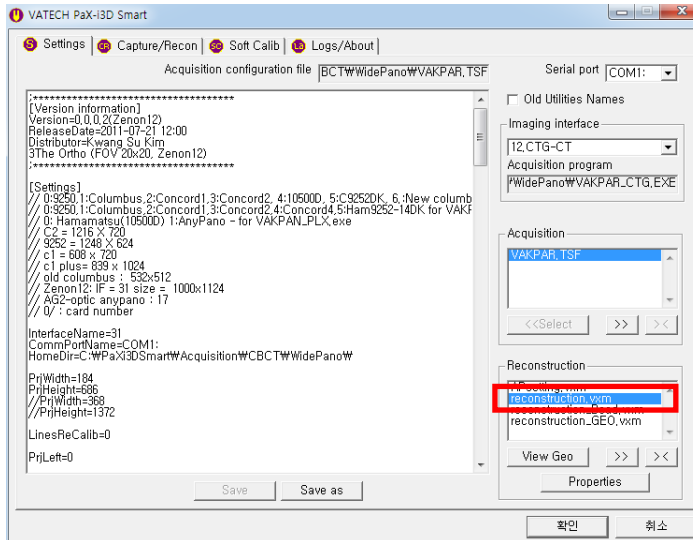 VATECH PaX-i3D Smart
S Settings
CR Capture/Recon
SC Soft Calib
La Logs/About
Acquisition configuration file
BCT₩WidePano₩VAKPAR,TSF
Serial port
COM1:
;************************************
[Version information]
Version=0,0,0,2(Zenon12)
ReleaseDate=2011-07-21 12:00
Distributor=Kwang Su Kim
3The Ortho (FOV 20x20, Zenon12)
;************************************
[Settings]
// 0:9250,1:Columbus,2:Concord1,3:Concord2, 4:10500D, 5:C9252DK, 6,:New columb
// 0:9250,1:Columbus,2:Concord1,3:Concord2,4:Concord4,5:Ham9252-14DK for VAKF
// 0: Hamamatsu(10500D) 1:AnyPano - for VAKPAN_PLX,exe
// C2 = 1216 X 720
// 9252 = 1248 X 624
// c1 = 608 x 720
// c1 plus= 839 x 1024
// old columbus : 532x512
// Zenon12: IF = 31 size = 1000x1124
// AG2-optic anypano : 17
// 0/ : card number
InterfaceName=31
CommPortName=COM1:
HomeDir=C:₩PaXi3DSmart₩Acquisition₩CBCT₩WidePano₩
PrjWidth=184
PrjHeight=686
//PrjWidth=368
//PrjHeight=1372
LinesReCalib=0
PrjLeft=0
Save
Save as
Old Utilities Names
Imaging interface
12,CTG-CT
Acquisition program
₩WidePano₩VAKPAR_CTG,EXE
Acquisition
VAKPAR,TSF
<<Select
>>
><
Reconstruction
reconstruction,vxm
reconstruction_GEO,vxm
View Geo
>>
><
Properties
확인
취소